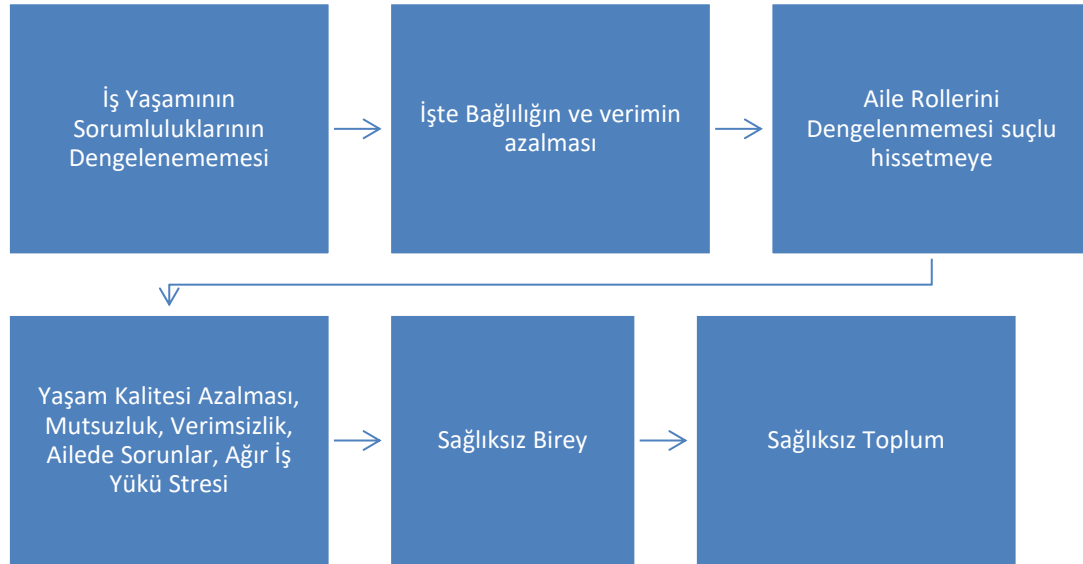 İş Yaşamının
Sorumluluklarının
Dengelenememesi
İşte Bağlılığın ve verimin
azalması
Aile Rollerini
Dengelenmemesi suçlu
hissetmeye
Yaşam Kalitesi Azalması,
Mutsuzluk, Verimsizlik,
Ailede Sorunlar, Ağır İş
Yükü Stresi
Sağlıksız Birey
Sağlıksız Toplum